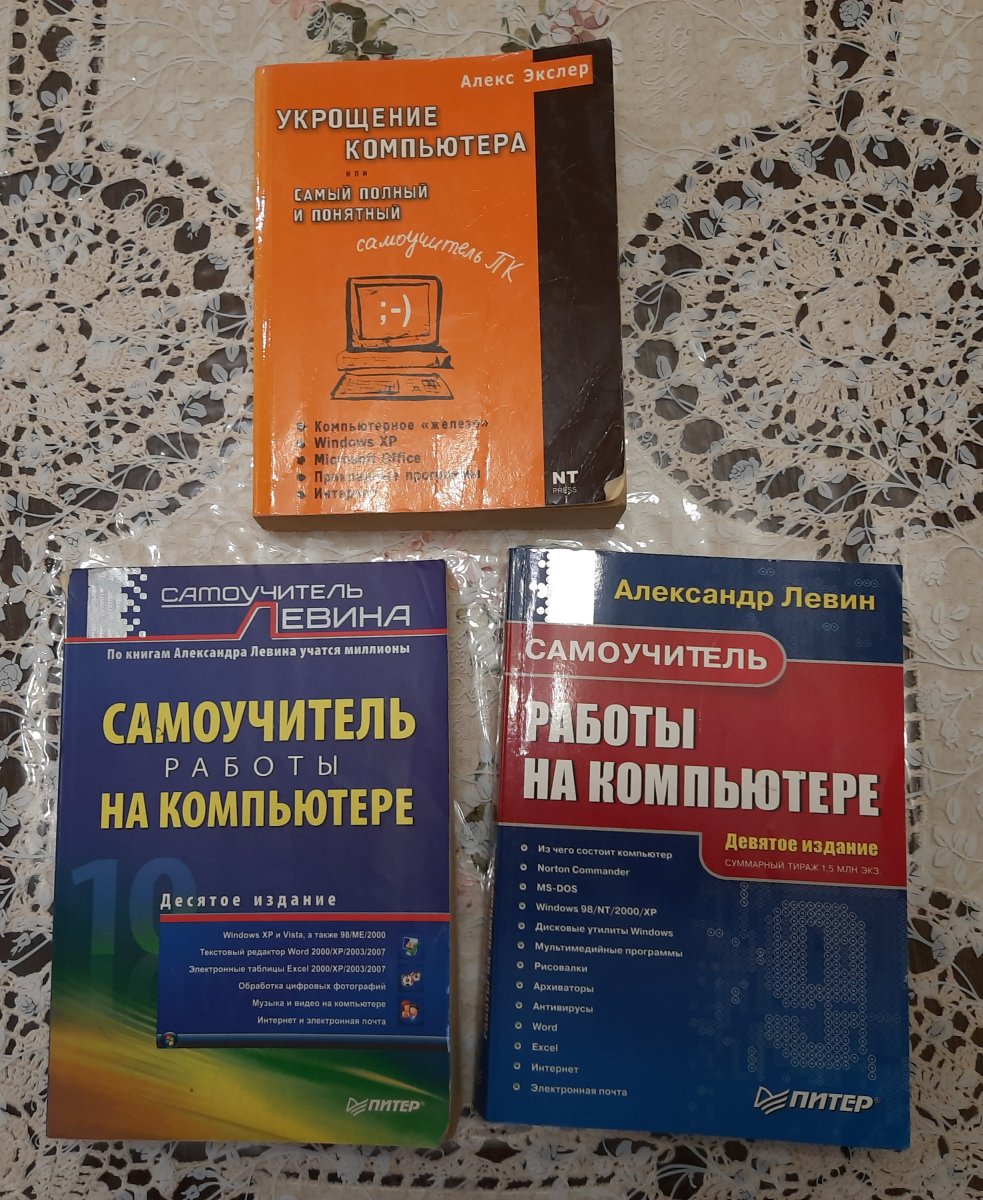 Алекс Экслер
УКРОЩЕНИЕ
КОМПЬЮТЕРА
или
САМЫЙ ПОЛНЫЙ
И ПОНЯТНЫЙ
самоучитель ПК
;-)
Компьютерное «железо»
Windows XP
Microsoft Office
Прикладные программы
Интернет
NT
PRESS
САМОУЧИТЕЛЬ
ЛЕВИНА
По книгам Александра Левина учатся миллионы
САМОУЧИТЕЛЬ
РАБОТЫ
НА КОМПЬЮТЕРЕ
10
Десятое издание
Windows XP и Vista, а также 98/ME/2000
Текстовый редактор Word 2000/XP/2003/2007
Электронные таблицы Excel 2000/XP/2003/2007
Обработка цифровых фотографий
Музыка и видео на компьютере
Интернет и электронная почта
ПИТЕР®
Александр Левин
САМОУЧИТЕЛЬ
РАБОТЫ
НА КОМПЬЮТЕРЕ
Девятое издание
СУММАРНЫЙ ТИРАЖ 1,5 МЛН ЭКЗ.
Из чего состоит компьютер
Norton Commander
MS-DOS
Windows 98/NT/2000/XP
Дисковые утилиты Windows
Мультимедийные программы
Рисовалки
Архиваторы
Антивирусы
Word
Excel
Интернет
Электронная почта
9
ПИТЕР®